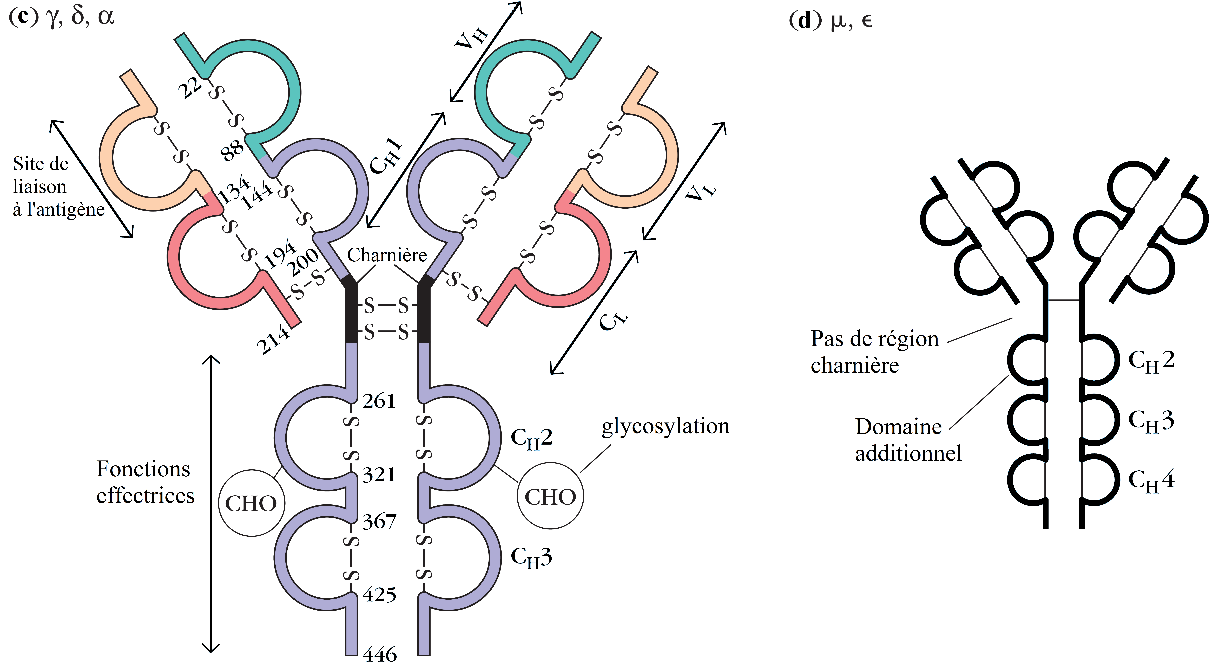 (c) γ, δ, α
22
S
S
88
134
144
S
S
S
S
194
200
S
S
214
Site de
liaison
à l'antigène
V_H
C_H1
V_L
C_L
S
S
S
S
S
S
S
S
S
S
Charnière
S S
S S
261
S
S
S
S
321
367
S
S
S
S
425
446
C_H2
C_H3
CHO
CHO
glycosylation
Fonctions
effectrices
(d) μ, ϵ
Pas de région
charnière
Domaine
additionnel
C_H2
C_H3
C_H4